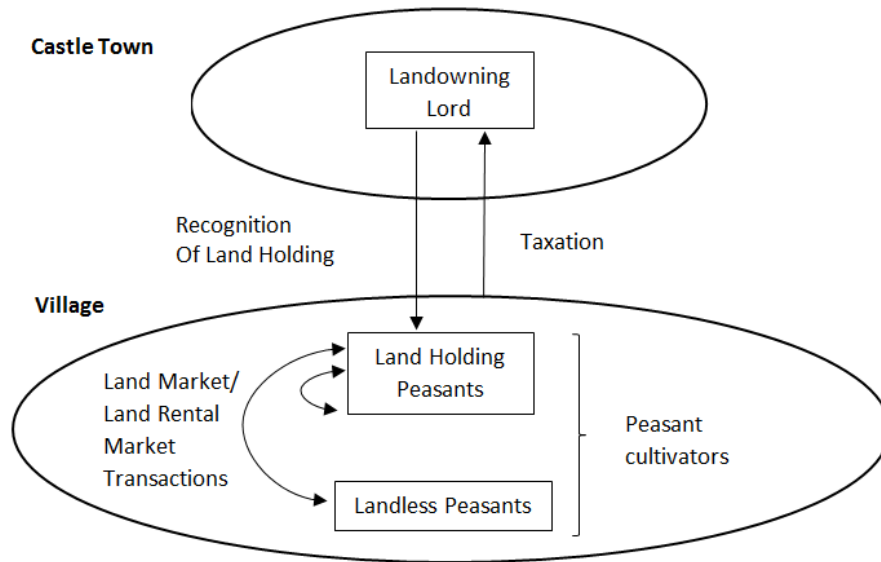 Castle Town
Landowning
Lord
Recognition
Of Land Holding
Taxation
Village
Land Holding
Peasants
Land Market/
Land Rental
Market
Transactions
Peasant
cultivators
Landless Peasants